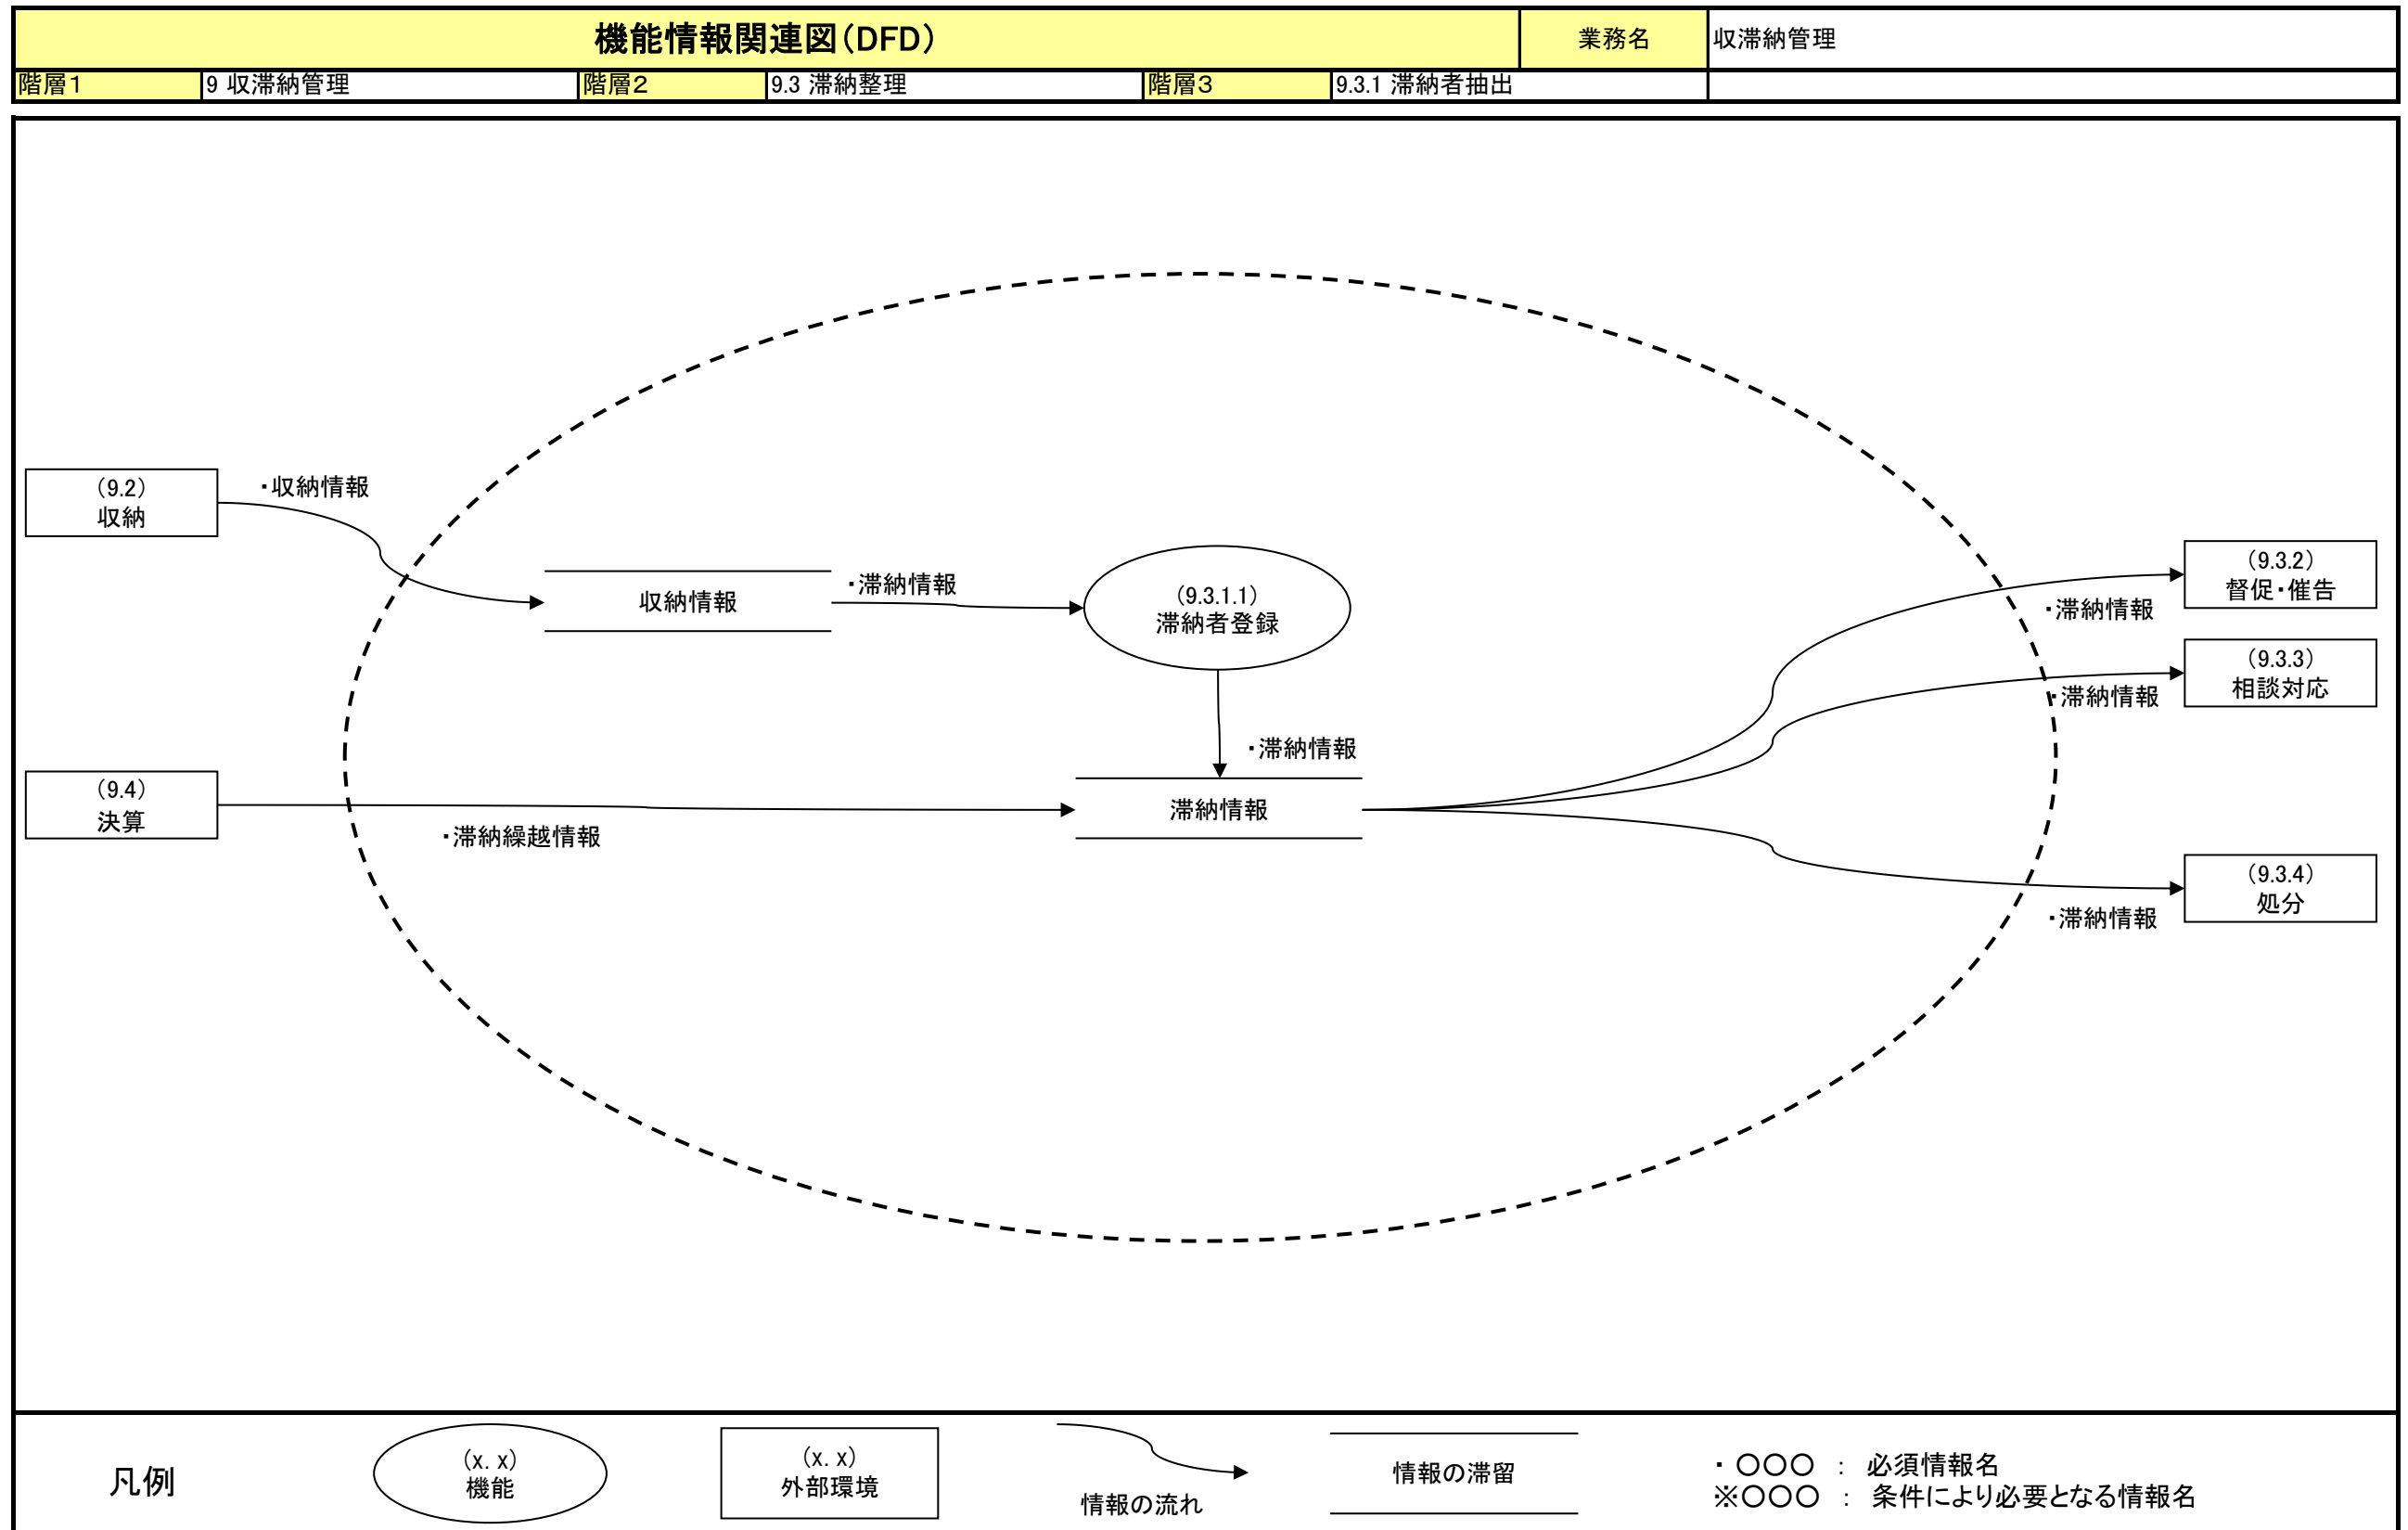 機能情報関連図（DFD）
業務名
収滞納管理
階層１
9 収滞納管理
階層２
9.3 滞納整理
階層３
9.3.1 滞納者抽出
（9.2）
収納
・収納情報
収納情報
・滞納情報
（9.3.1.1）
滞納者登録
・滞納情報
（9.4）
決算
・滞納繰越情報
滞納情報
（9.3.2）
督促・催告
・滞納情報
（9.3.3）
相談対応
・滞納情報
（9.3.4）
処分
・滞納情報
凡例
（x. x）
機能
（x. x）
外部環境
情報の流れ
情報の滞留
・ ○○○ ： 必須情報名
※○○○ ： 条件により必要となる情報名